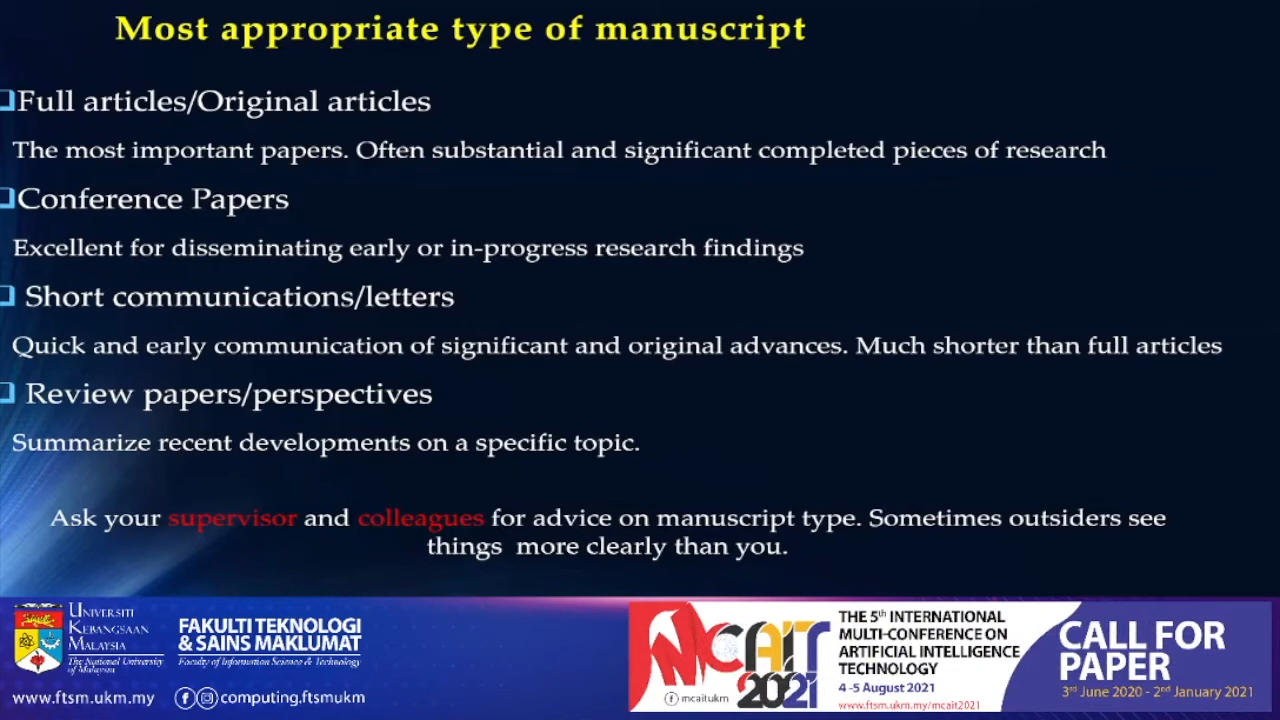 Most appropriate type of manuscript
Full articles/Original articles
The most important papers. Often substantial and significant completed pieces of research
Conference Papers
Excellent for disseminating early or in-progress research findings
Short communications/letters
Quick and early communication of significant and original advances. Much shorter than full articles
Review papers/perspectives
Summarize recent developments on a specific topic.
Ask your supervisor and colleagues for advice on manuscript type. Sometimes outsiders see
things more clearly than you.
UNIVERSITI
KEBANGSAAN
MALAYSIA
The National University
of Malaysia
FAKULTI TEKNOLOGI
& SAINS MAKLUMAT
Faculty of Information Science & Technology
www.ftsm.ukm.my
computing.ftsmukm
MCAIT
2021
mcaitukm
THE 5th INTERNATIONAL
MULTI-CONFERENCE ON
ARTIFICIAL INTELLIGENCE
TECHNOLOGY
4 -5 August 2021
www.ftsm.ukm.my/mcait2021
CALL FOR
PAPER
3rd June 2020 - 2nd January 2021